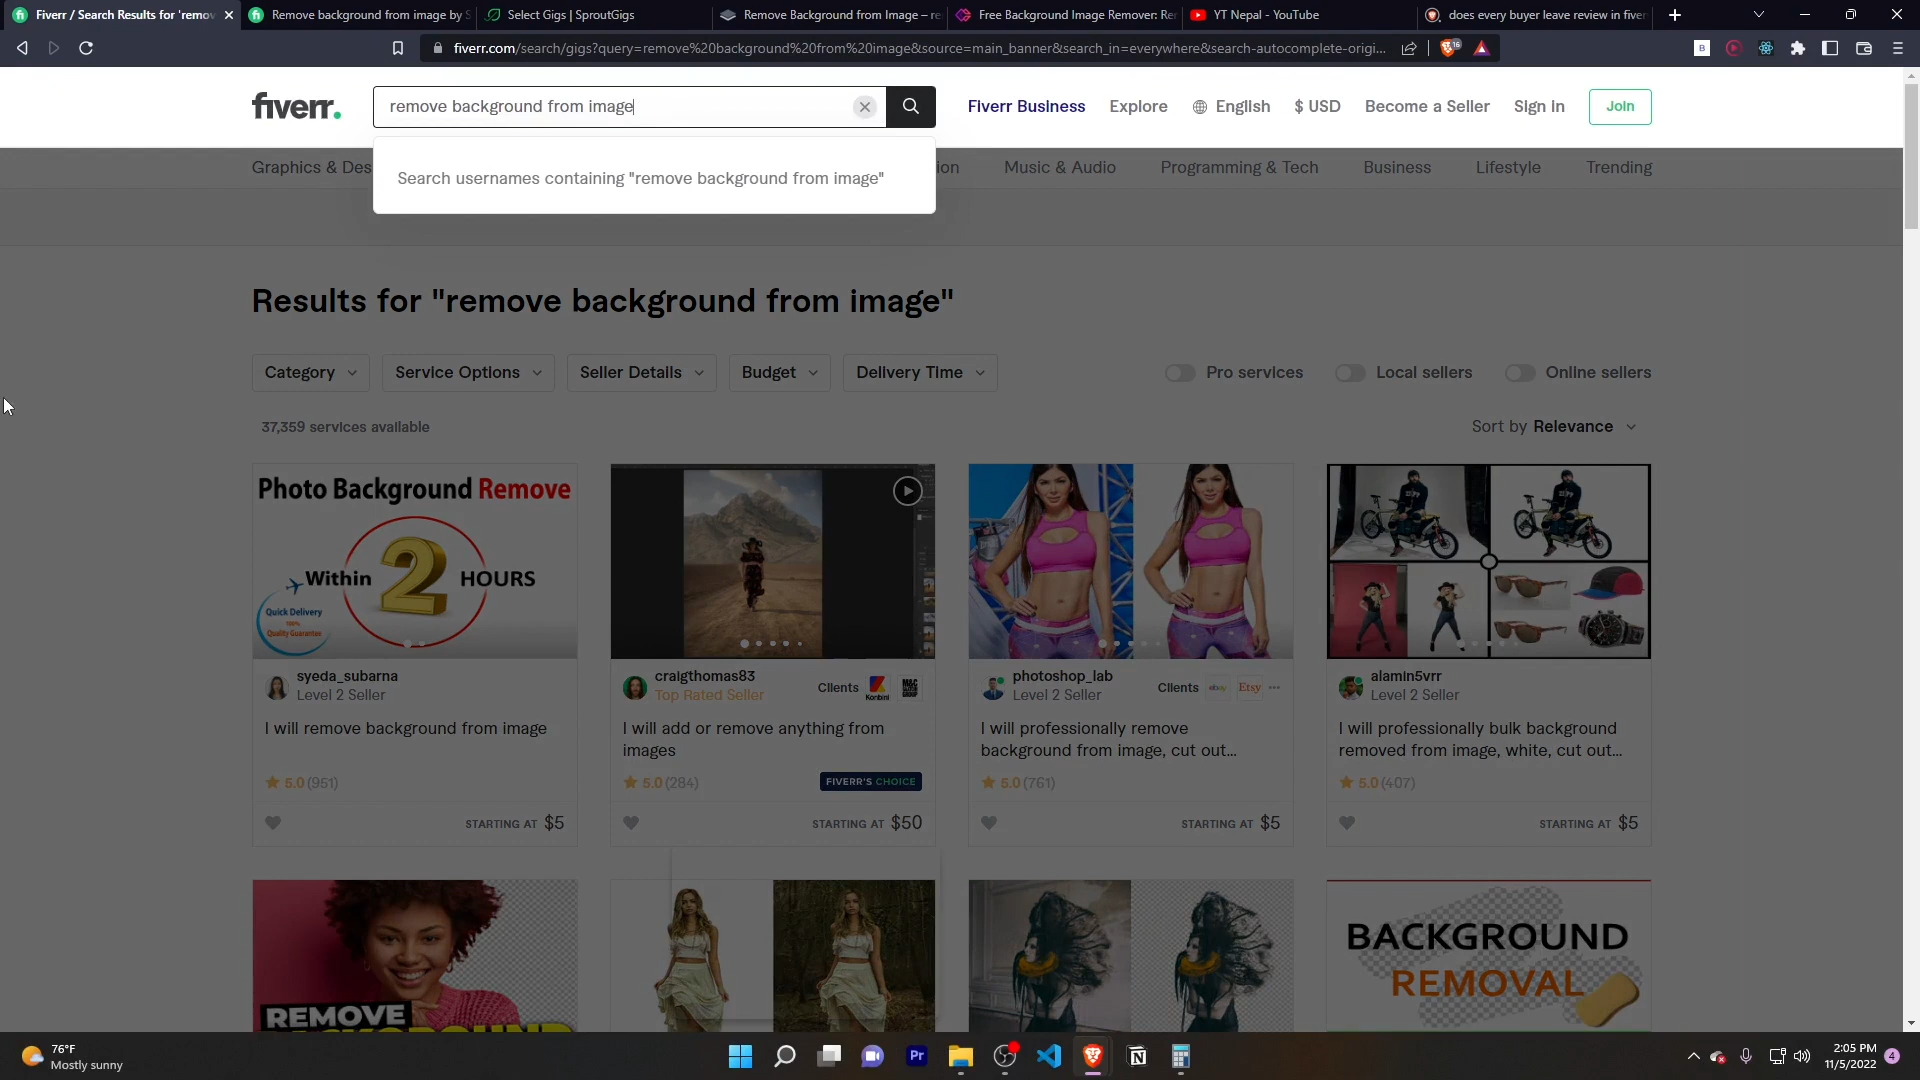 Fiverr / Search Results for 'remov
Remove background from image by S
Select Gigs | SproutGigs
Remove Background from Image – re
Free Background Image Remover: Re
YT Nepal - YouTube
does every buyer leave review in fiver
fiverr.com/search/gigs?query=remove%20background%20from%20image&source=main_banner&search_in=everywhere&search-autocomplete-origi...
16
B
fiverr.
remove background from image
Fiverr Business
Explore
English
$ USD
Become a Seller
Sign in
Join
Graphics & Des
ion
Music & Audio
Programming & Tech
Business
Lifestyle
Trending
Search usernames containing "remove background from image"
Results for "remove background from image"
Category
Service Options
Seller Details
Budget
Delivery Time
Pro services
Local sellers
Online sellers
37,359 services available
Sort by Relevance
Photo Background Remove
Within 2 HOURS
Quick Delivery
100%
Quality Guarantee
syeda_subarna
Level 2 Seller
I will remove background from image
5.0 (951)
STARTING AT $5
craigthomas83
Top Rated Seller
Clients
Konbini
I will add or remove anything from
images
5.0 (284)
FIVERR'S CHOICE
STARTING AT $50
photoshop_lab
Level 2 Seller
Clients
ebay
Etsy
I will professionally remove
background from image, cut out...
5.0 (761)
STARTING AT $5
alamin5vrr
Level 2 Seller
I will professionally bulk background
removed from image, white, cut out...
5.0 (407)
STARTING AT $5
REMOVE
BACKGROUND
BACKGROUND
REMOVAL
76°F
Mostly sunny
Pr
2:05 PM
11/5/2022
4